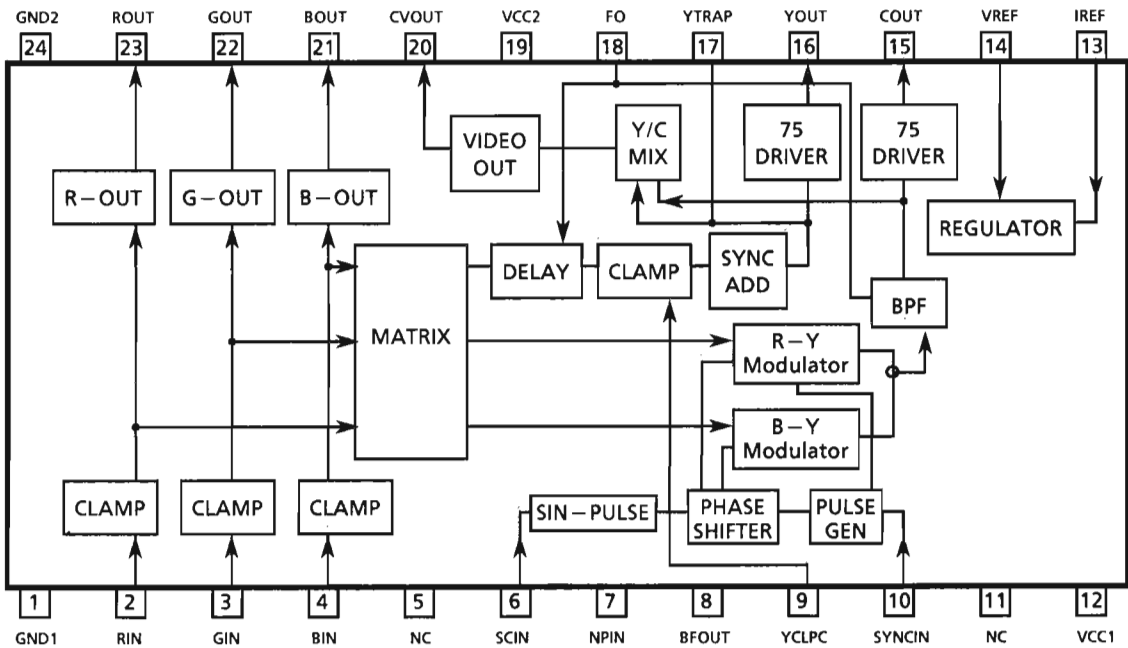 GND2 ROUT GOUT BOUT CVOUT VCC2 FO YTRAP YOUT COUT VREF IREF
24 23 22 21 20 19 18 17 16 15 14 13
VIDEO OUT
Y/C MIX
75 DRIVER
75 DRIVER
R-OUT
G-OUT
B-OUT
REGULATOR
MATRIX
DELAY
CLAMP
SYNC ADD
BPF
R-Y Modulator
B-Y Modulator
CLAMP
CLAMP
CLAMP
SIN-PULSE
PHASE SHIFTER
PULSE GEN
1 2 3 4 5 6 7 8 9 10 11 12
GND1 RIN GIN BIN NC SCIN NPIN BFOUT YCLPC SYNCIN NC VCC1